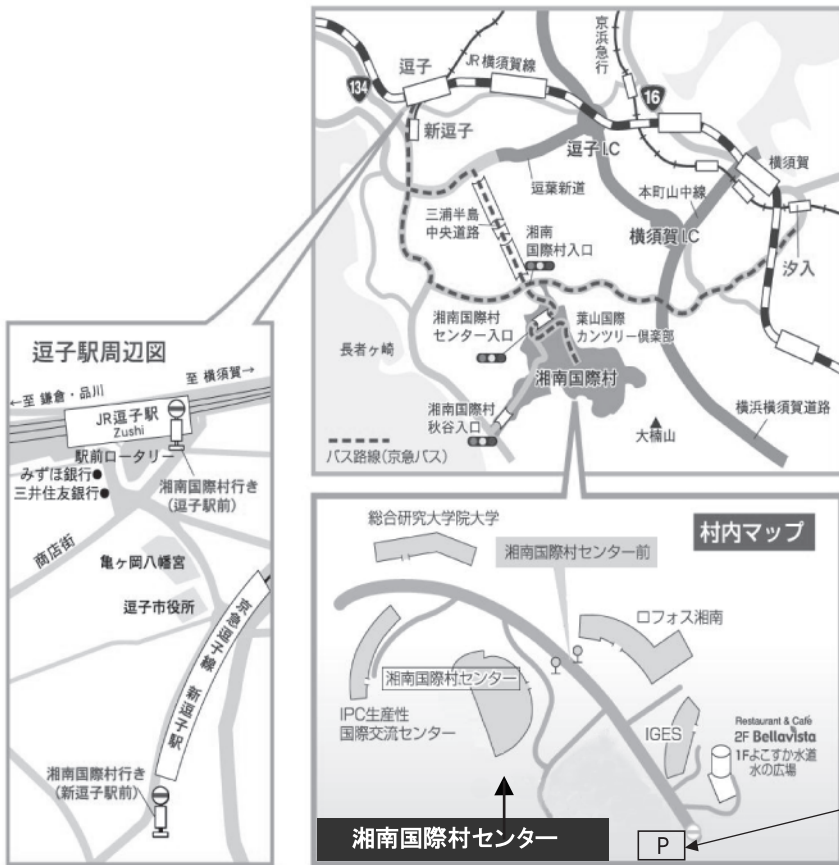 134
逗子
JR横須賀線
京浜急行
16
新逗子
逗子I.C
横須賀
逗葉新道
本町山中線
三浦半島
中央道路
湘南
国際村入口
横須賀I.C
汐入
湘南国際村
センター入口
葉山国際
カンツリー倶楽部
長者ヶ崎
湘南国際村
湘南国際村
秋谷入口
大楠山
横浜横須賀道路
バス路線(京急バス)
逗子駅周辺図
←至 鎌倉・品川
至 横須賀→
JR逗子駅
Zushi
駅前ロータリー
みずほ銀行
三井住友銀行
湘南国際村行き
(逗子駅前)
商店街
亀ヶ岡八幡宮
逗子市役所
京急逗子線 新逗子駅
湘南国際村行き
(新逗子駅前)
村内マップ
総合研究大学院大学
湘南国際村センター前
ロフォス湘南
湘南国際村センター
IPC生産性
国際交流センター
IGES
Restaurant & Café
2F Bellavista
1Fよこすか水道
水の広場
湘南国際村センター
P